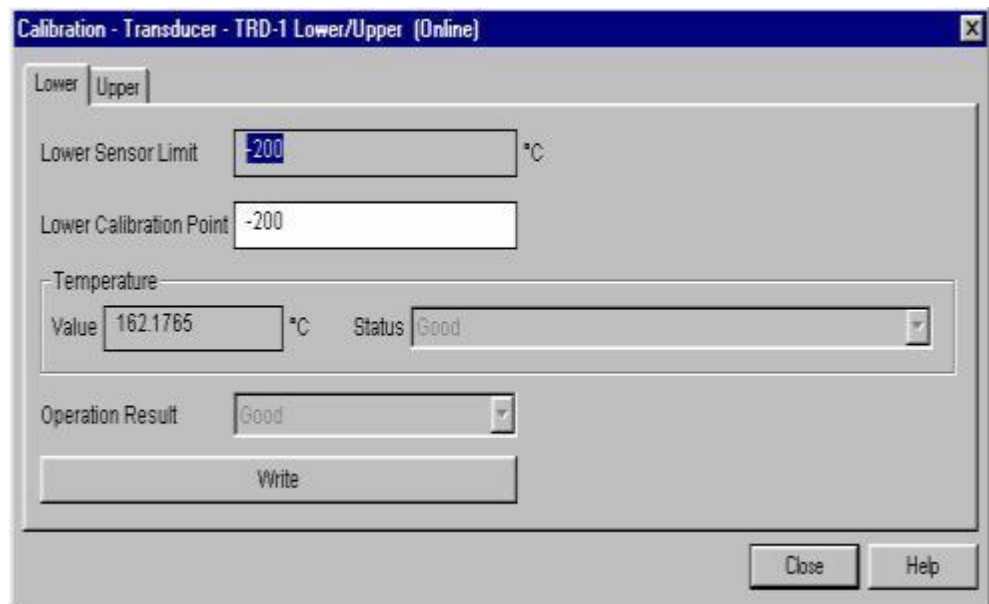 Calibration - Transducer - TRD-1 Lower/Upper (Online)
Lower Upper
Lower Sensor Limit -200 °C
Lower Calibration Point -200
Temperature
Value 162.1765 °C Status Good
Operation Result Good
Write
Close Help